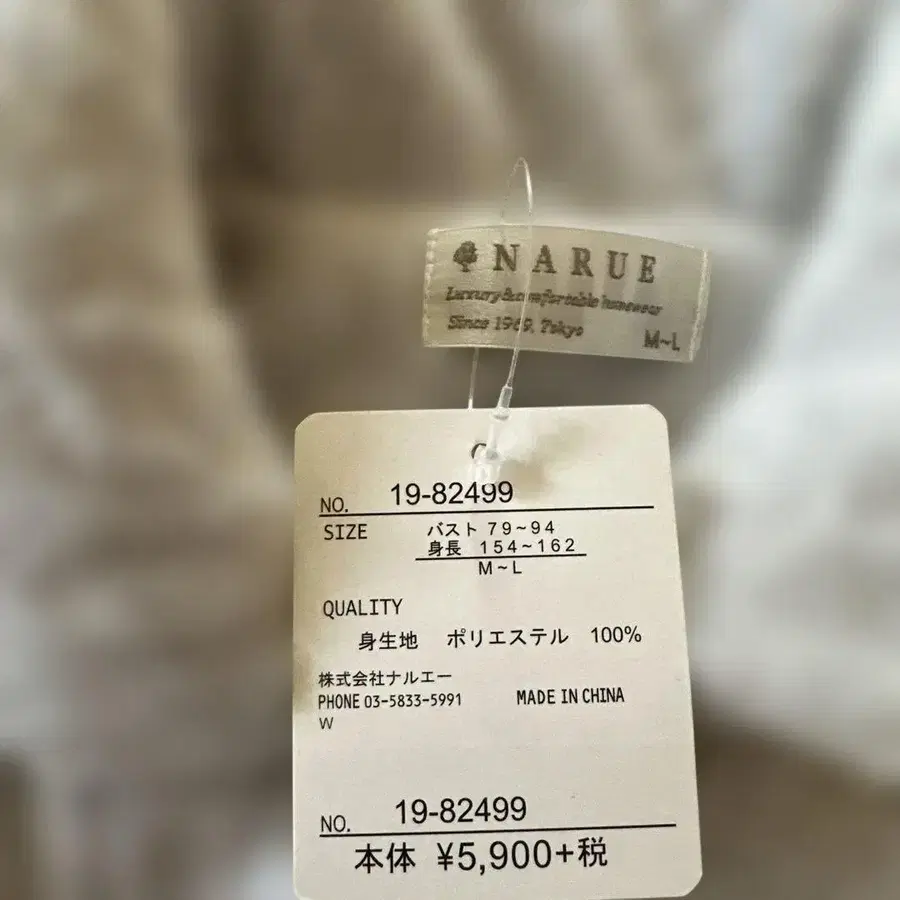 NARUE
Luxury&comfortable homewear
Since 1969. Tokyo
M~L
NO. 19-82499
SIZE バスト 79~94
身長 154~162
M~L
QUALITY
身生地 ポリエステル 100%
株式会社ナルエー
PHONE 03-5833-5991 MADE IN CHINA
W
NO. 19-82499
本体 ¥5,900+税